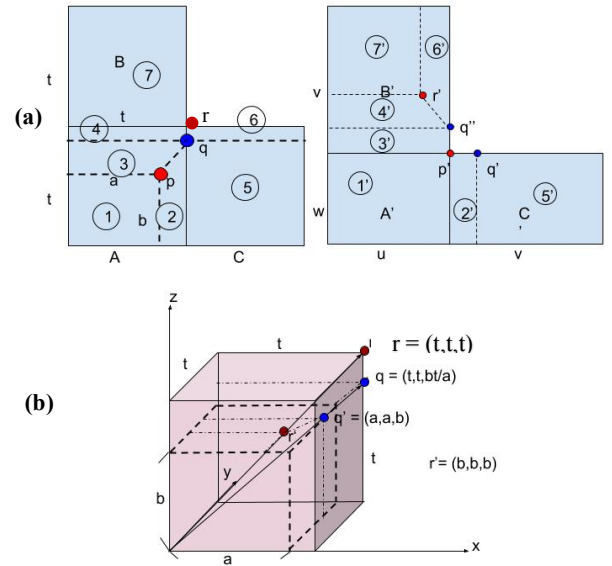 (a)
B
7
t
t
r
6
4
q
3
a
p
t
5
1
b
2
A
C
7'
6'
v
B'
r'
4'
q''
3'
p'
q'
1'
5'
w
A'
2'
C
'
u
v
(b)
z
t
r = (t,t,t)
t
q = (t,t,bt/a)
q' = (a,a,b)
r'
t
y
r'= (b,b,b)
b
a
x